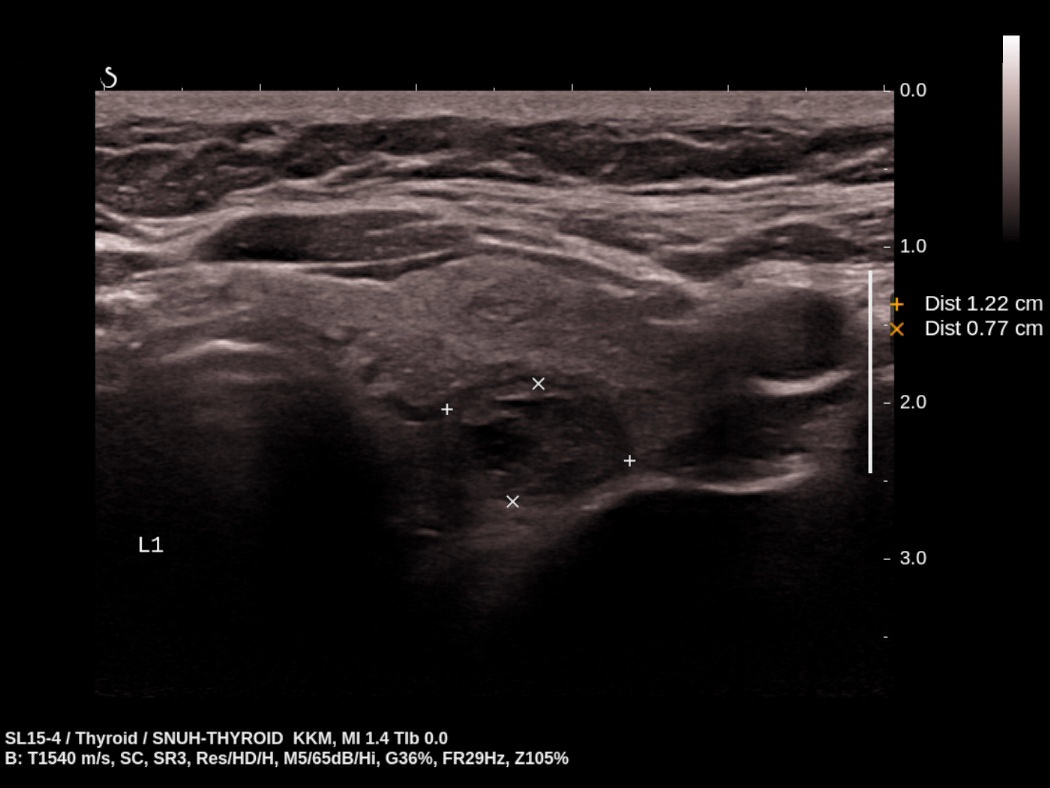 S
0.0
1.0
+ Dist 1.22 cm
× Dist 0.77 cm
2.0
L1
3.0
SL15-4 / Thyroid / SNUH-THYROID KKM, MI 1.4 TIb 0.0
B: T1540 m/s, SC, SR3, Res/HD/H, M5/65dB/Hi, G36%, FR29Hz, Z105%